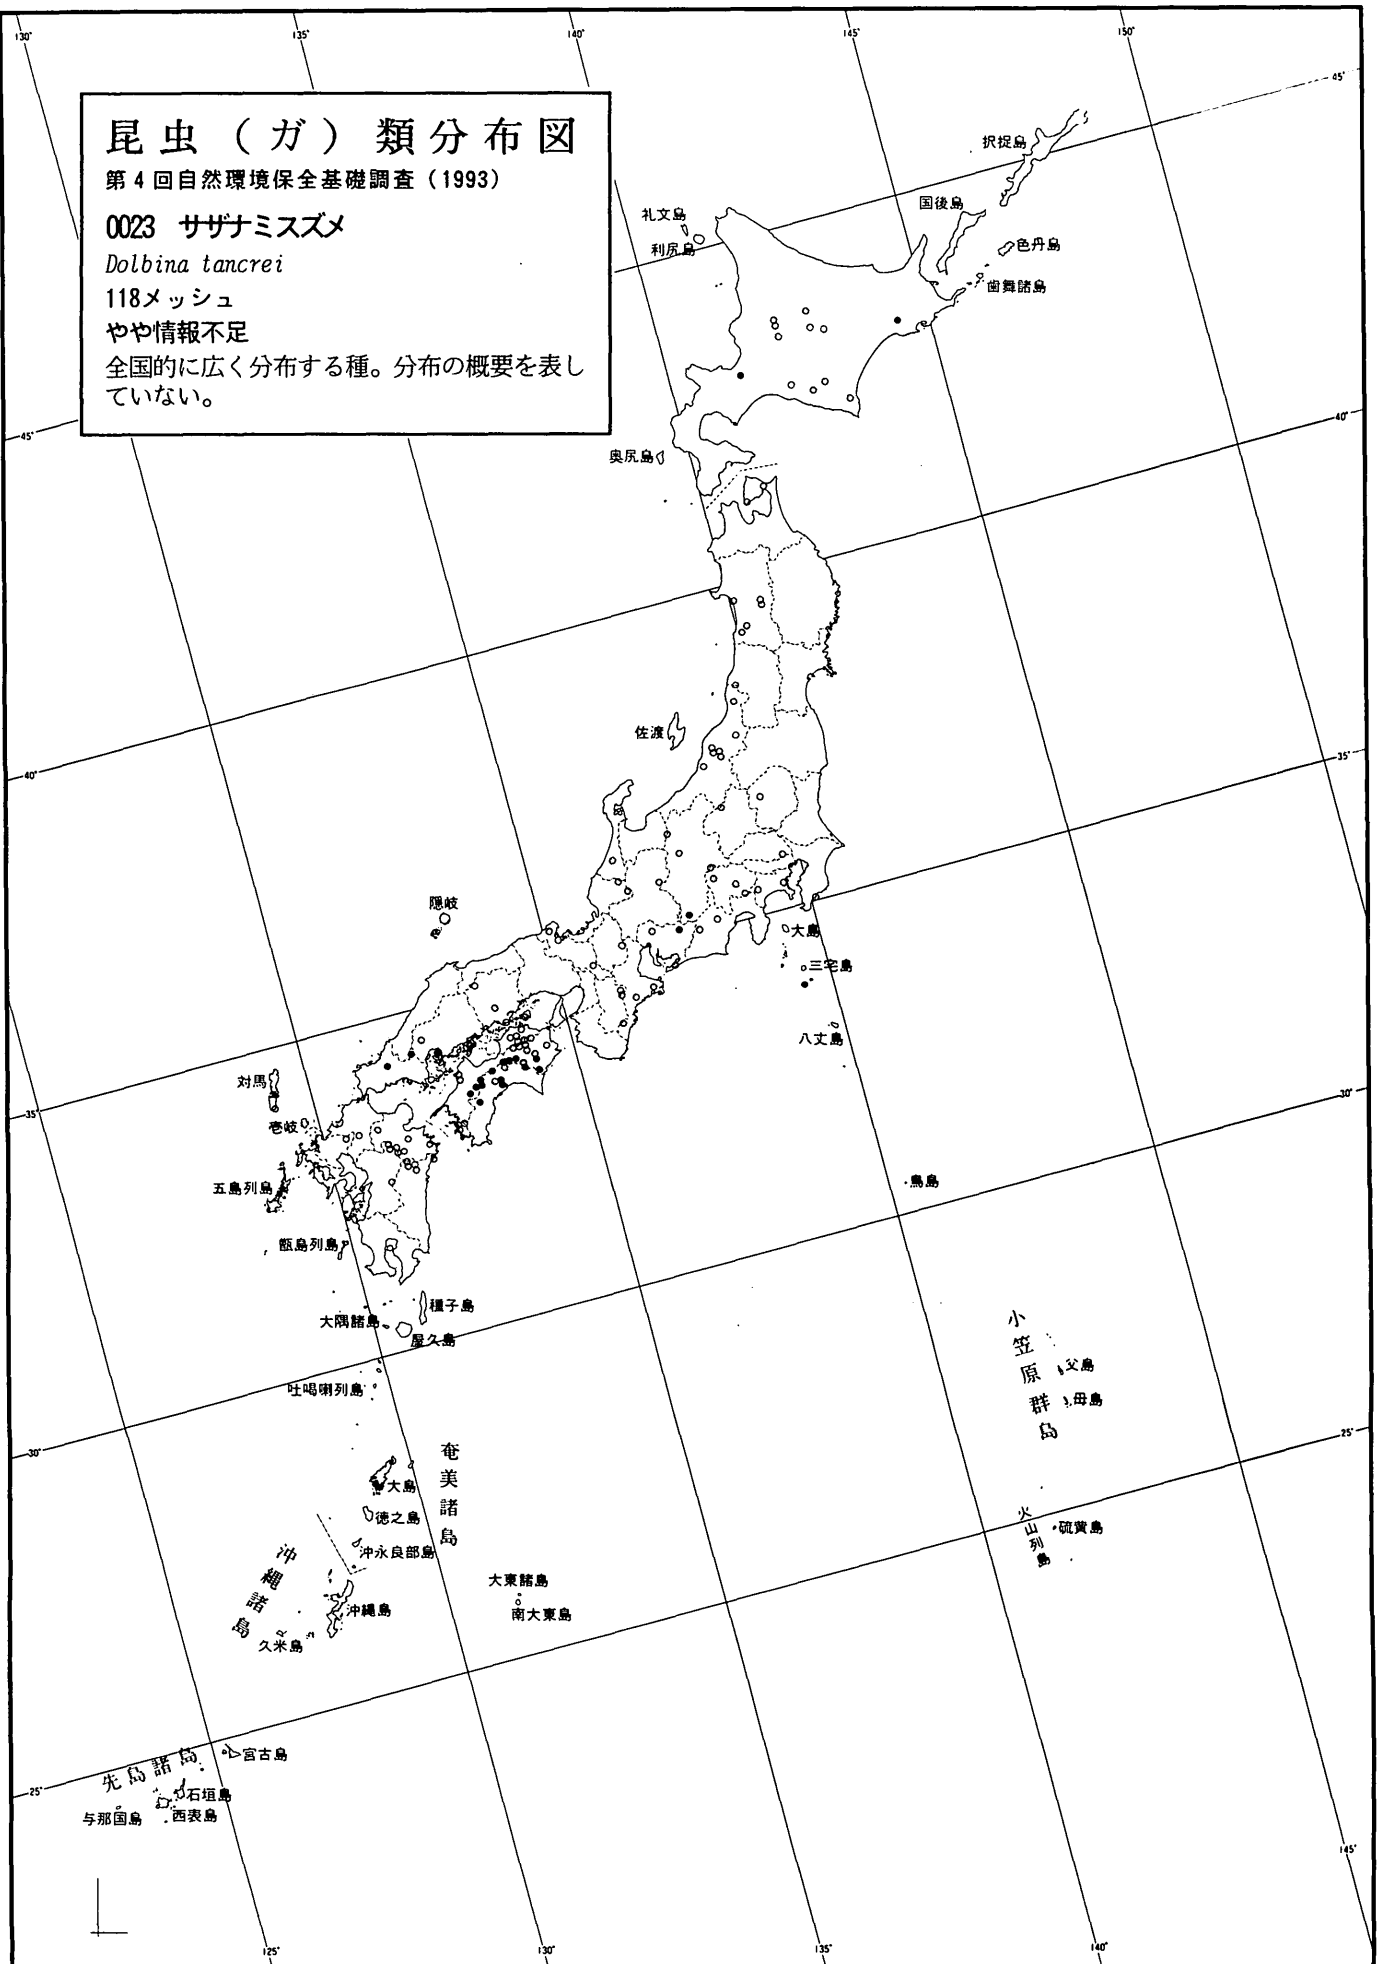 130°
135°
140°
145°
150°
昆虫（ガ）類分布図
第4回自然環境保全基礎調査（1993）
0023 サザナミスズメ
Dolbina tancrei
118メッシュ
やや情報不足
全国的に広く分布する種。分布の概要を表し
ていない。
45°
択捉島
国後島
色丹島
歯舞諸島
礼文島
利尻島
奥尻島
45°
40°
佐渡
40°
35°
隠岐
大島
三宅島
八丈島
対馬
壱岐
35°
五島列島
甑島列島
30°
鳥島
種子島
大隅諸島
屋久島
吐噶喇列島
小笠原群島
父島
母島
30°
25°
奄美諸島
大島
徳之島
沖永良部島
火山列島
硫黄島
沖縄諸島
沖縄島
久米島
大東諸島
南大東島
先島諸島
宮古島
石垣島
西表島
与那国島
25°
145°
125°
130°
135°
140°